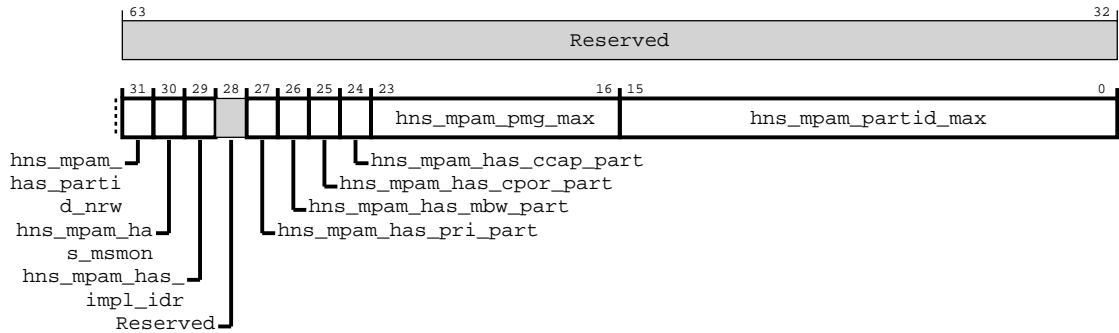 63 32
Reserved
31 30 29 28 27 26 25 24 23 16 15 0
hns_mpam_pmg_max hns_mpam_partid_max
hns_mpam_ hns_mpam_has_ccap_part
has_parti hns_mpam_has_cpor_part
d_nrw hns_mpam_has_mbw_part
hns_mpam_ha hns_mpam_has_pri_part
s_msmon
hns_mpam_has_
impl_idr
Reserved